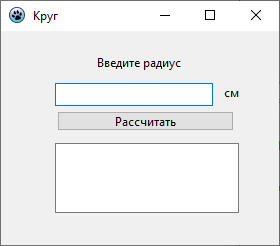 Круг
Введите радиус
см
Рассчитать